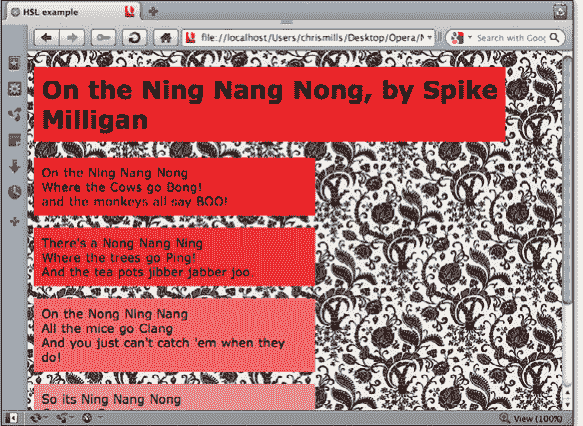 HSL example
file://localhost/Users/chrismills/Desktop/Opera/
Search with Goog
On the Ning Nang Nong, by Spike
Milligan
On the Ning Nang Nong
Where the Cows go Bong!
and the monkeys all say BOO!
There's a Nong Nang Ning
Where the trees go Ping!
And the tea pots jibber jabber joo.
On the Nong Ning Nang
All the mice go Clang
And you just can't catch 'em when they
do!
So its Ning Nang Nong
View (100%)